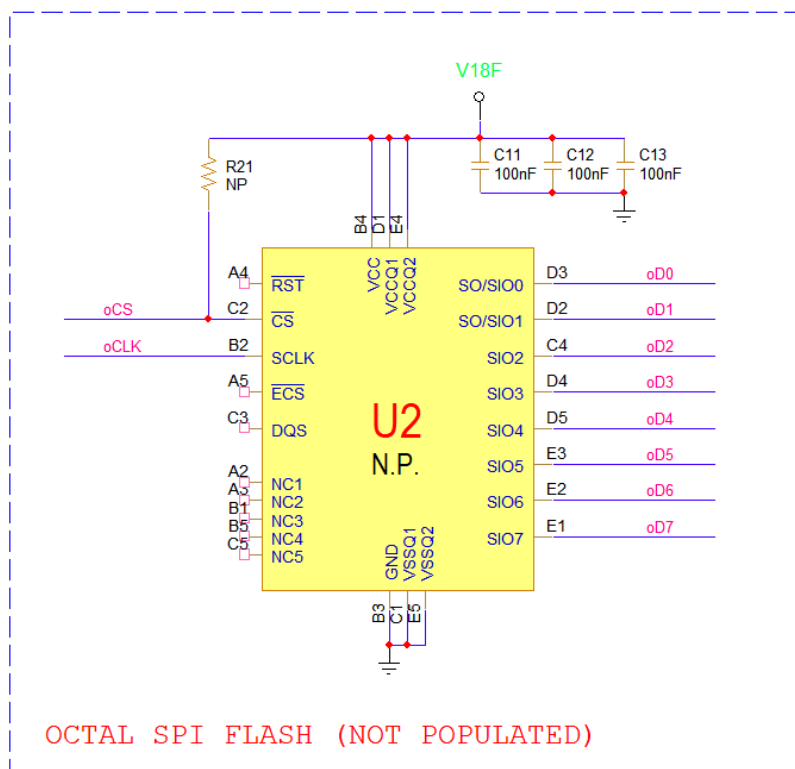 V18F
R21
NP
C11
100nF
C12
100nF
C13
100nF
B4
D1
E4
VCC
VCCQ1
VCCQ2
A4
RST
SO/SIO0
D3
oD0
oCS
C2
CS
SO/SIO1
D2
oD1
oCLK
B2
SCLK
SIO2
C4
oD2
A5
ECS
SIO3
D4
oD3
C3
DQS
SIO4
D5
oD4
U2
N.P.
SIO5
E3
oD5
A2
NC1
A3
NC2
SIO6
E2
oD6
B1
NC3
B5
NC4
SIO7
E1
oD7
C5
NC5
GND
VSSQ1
VSSQ2
B3
C1
E5
OCTAL SPI FLASH (NOT POPULATED)